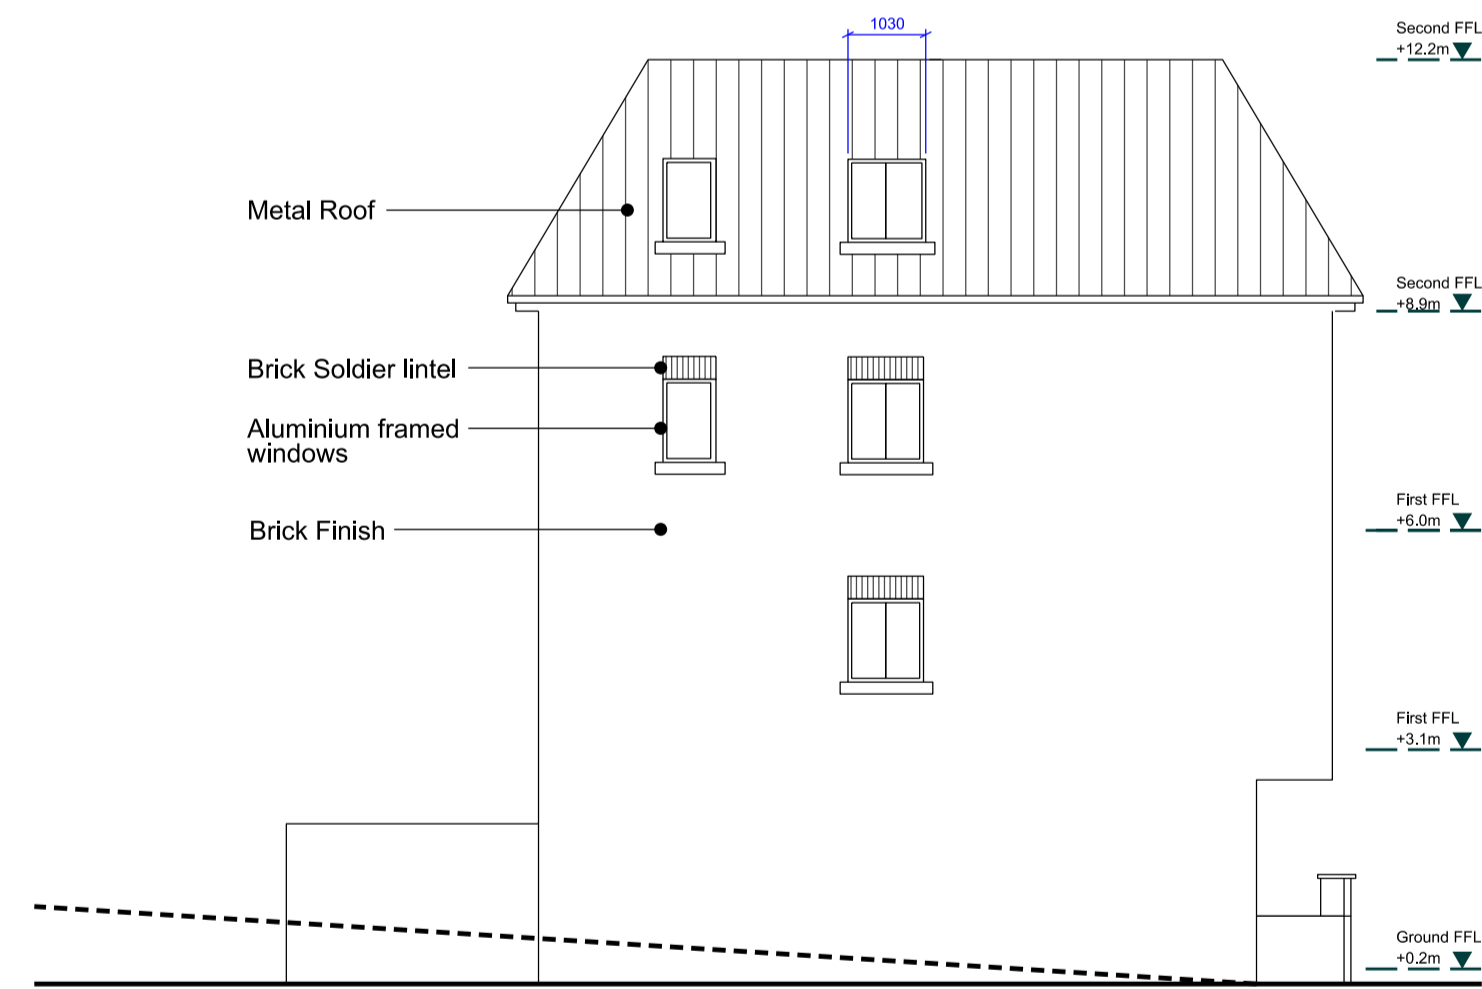 1030
Second FFL
+12.2m
Metal Roof
Second FFL
+8.9m
Brick Soldier lintel
Aluminium framed
windows
First FFL
+6.0m
Brick Finish
First FFL
+3.1m
Ground FFL
+0.2m